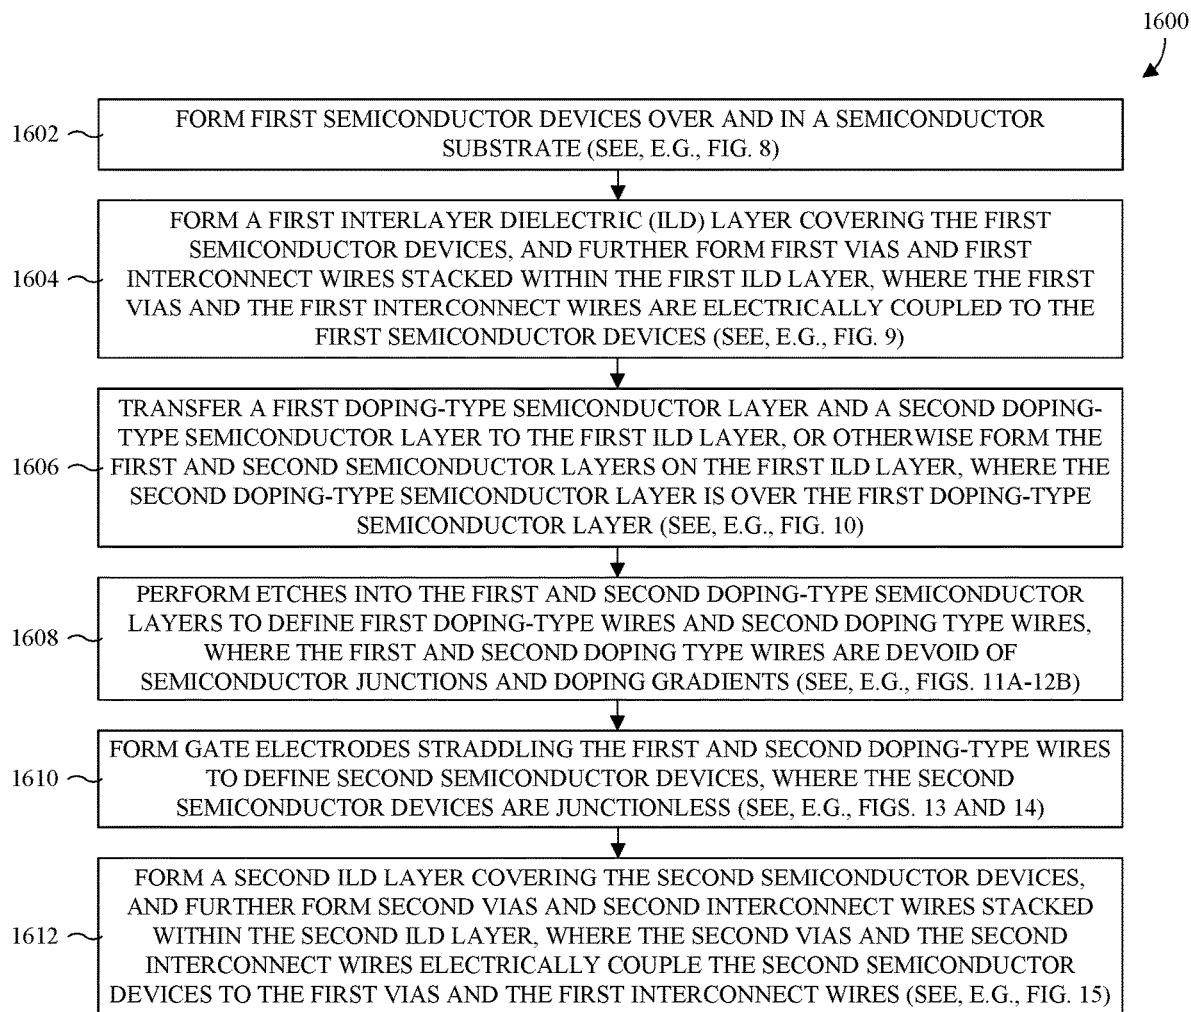 1600
1602
FORM FIRST SEMICONDUCTOR DEVICES OVER AND IN A SEMICONDUCTOR
SUBSTRATE (SEE, E.G., FIG. 8)
1604
FORM A FIRST INTERLAYER DIELECTRIC (ILD) LAYER COVERING THE FIRST
SEMICONDUCTOR DEVICES, AND FURTHER FORM FIRST VIAS AND FIRST
INTERCONNECT WIRES STACKED WITHIN THE FIRST ILD LAYER, WHERE THE FIRST
VIAS AND THE FIRST INTERCONNECT WIRES ARE ELECTRICALLY COUPLED TO THE
FIRST SEMICONDUCTOR DEVICES (SEE, E.G., FIG. 9)
1606
TRANSFER A FIRST DOPING-TYPE SEMICONDUCTOR LAYER AND A SECOND DOPING-
TYPE SEMICONDUCTOR LAYER TO THE FIRST ILD LAYER, OR OTHERWISE FORM THE
FIRST AND SECOND SEMICONDUCTOR LAYERS ON THE FIRST ILD LAYER, WHERE THE
SECOND DOPING-TYPE SEMICONDUCTOR LAYER IS OVER THE FIRST DOPING-TYPE
SEMICONDUCTOR LAYER (SEE, E.G., FIG. 10)
1608
PERFORM ETCHES INTO THE FIRST AND SECOND DOPING-TYPE SEMICONDUCTOR
LAYERS TO DEFINE FIRST DOPING-TYPE WIRES AND SECOND DOPING TYPE WIRES,
WHERE THE FIRST AND SECOND DOPING TYPE WIRES ARE DEVOID OF
SEMICONDUCTOR JUNCTIONS AND DOPING GRADIENTS (SEE, E.G., FIGS. 11A-12B)
1610
FORM GATE ELECTRODES STRADDLING THE FIRST AND SECOND DOPING-TYPE WIRES
TO DEFINE SECOND SEMICONDUCTOR DEVICES, WHERE THE SECOND
SEMICONDUCTOR DEVICES ARE JUNCTIONLESS (SEE, E.G., FIGS. 13 AND 14)
1612
FORM A SECOND ILD LAYER COVERING THE SECOND SEMICONDUCTOR DEVICES,
AND FURTHER FORM SECOND VIAS AND SECOND INTERCONNECT WIRES STACKED
WITHIN THE SECOND ILD LAYER, WHERE THE SECOND VIAS AND THE SECOND
INTERCONNECT WIRES ELECTRICALLY COUPLE THE SECOND SEMICONDUCTOR
DEVICES TO THE FIRST VIAS AND THE FIRST INTERCONNECT WIRES (SEE, E.G., FIG. 15)